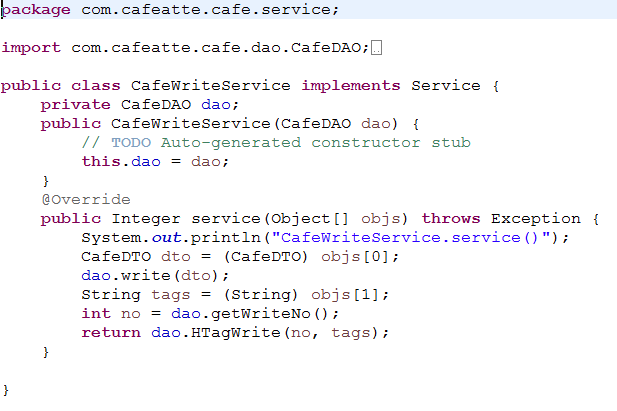 package com.cafeatte.cafe.service;
import com.cafeatte.cafe.dao.CafeDAO;
public class CafeWriteService implements Service {
private CafeDAO dao;
public CafeWriteService(CafeDAO dao) {
// TODO Auto-generated constructor stub
this.dao = dao;
}
@Override
public Integer service(Object[] objs) throws Exception {
System.out.println("CafeWriteService.service()");
CafeDTO dto = (CafeDTO) objs[0];
dao.write(dto);
String tags = (String) objs[1];
int no = dao.getWriteNo();
return dao.HTagWrite(no, tags);
}
}